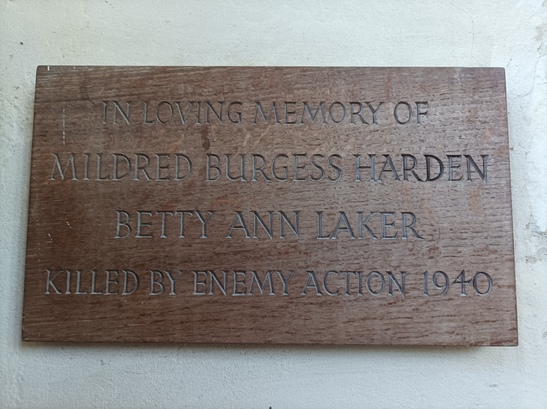 IN LOVING MEMORY OF
MILDRED BURGESS HARDEN
BETTY ANN LAKER
KILLED BY ENEMY ACTION 1940